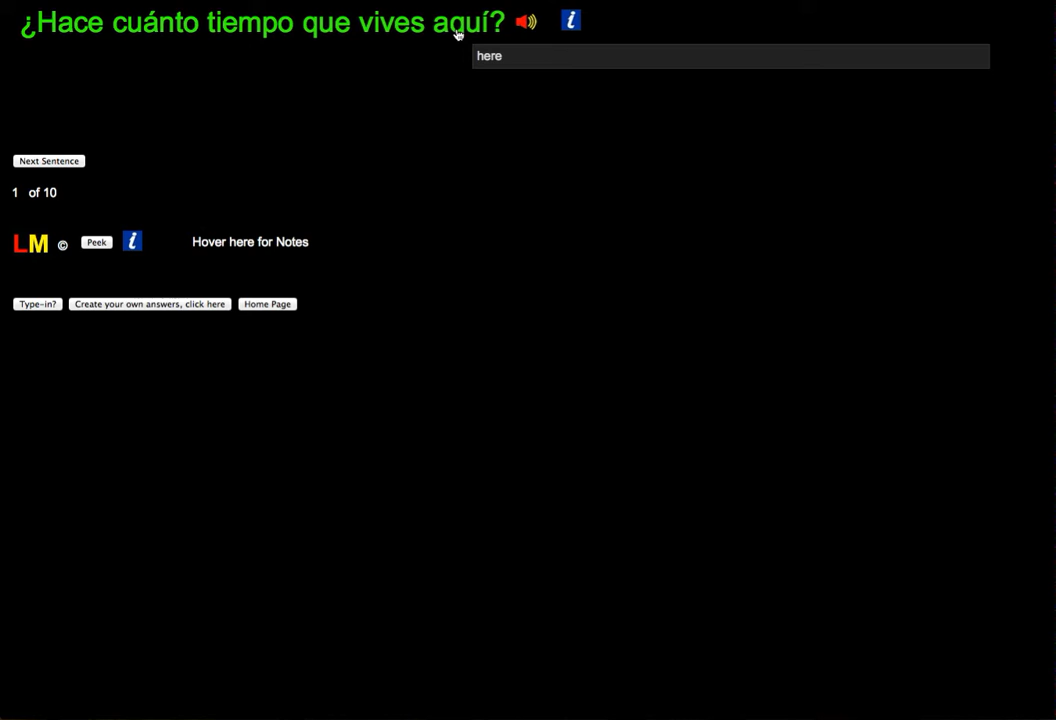 ¿Hace cuánto tiempo que vives aquí?
here
Next Sentence
1 of 10
LM © Peek i Hover here for Notes
Type-in? Create your own answers, click here Home Page